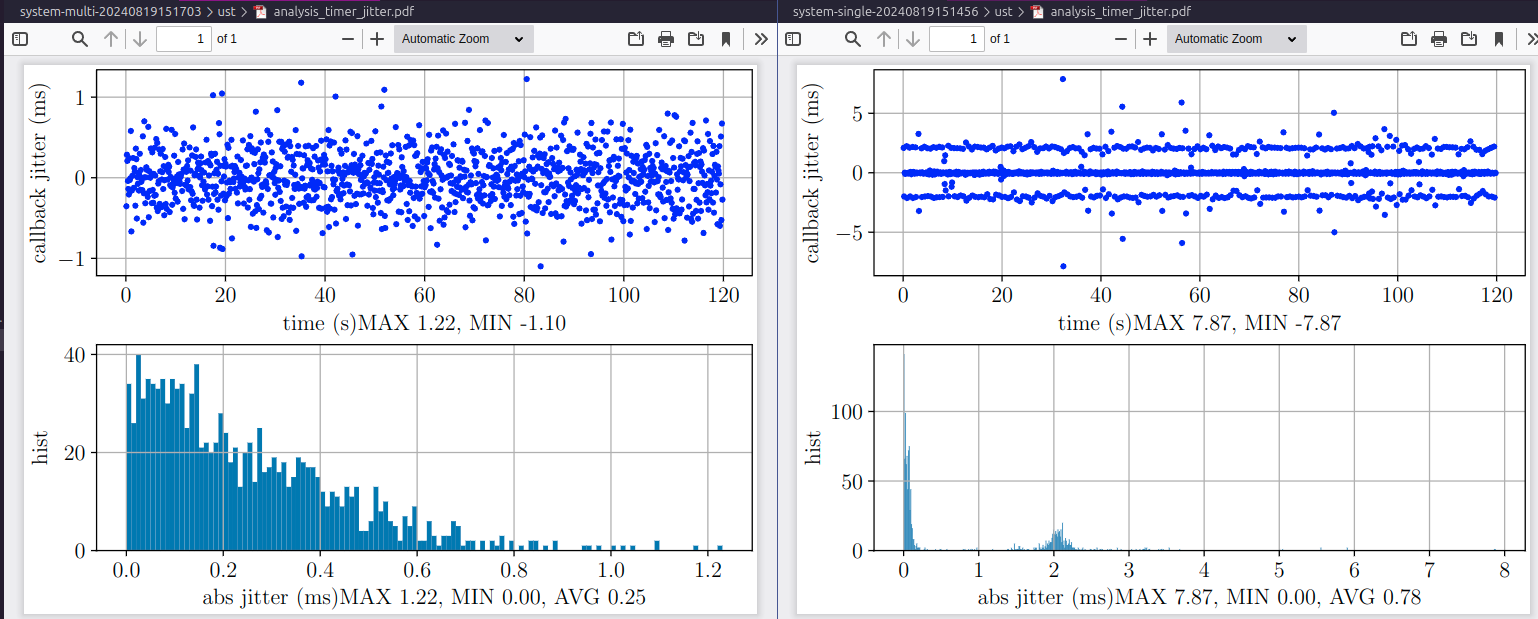 system-multi-20240819151703 > ust > analysis_timer_jitter.pdf
1 of 1
Automatic Zoom
callback jitter (ms)
1
0
−1
0 20 40 60 80 100 120
time (s)MAX 1.22, MIN -1.10
hist
40
20
0
0.0 0.2 0.4 0.6 0.8 1.0 1.2
abs jitter (ms)MAX 1.22, MIN 0.00, AVG 0.25
system-single-20240819151456 > ust > analysis_timer_jitter.pdf
1 of 1
Automatic Zoom
callback jitter (ms)
5
0
−5
0 20 40 60 80 100 120
time (s)MAX 7.87, MIN -7.87
hist
100
50
0
0 1 2 3 4 5 6 7 8
abs jitter (ms)MAX 7.87, MIN 0.00, AVG 0.78